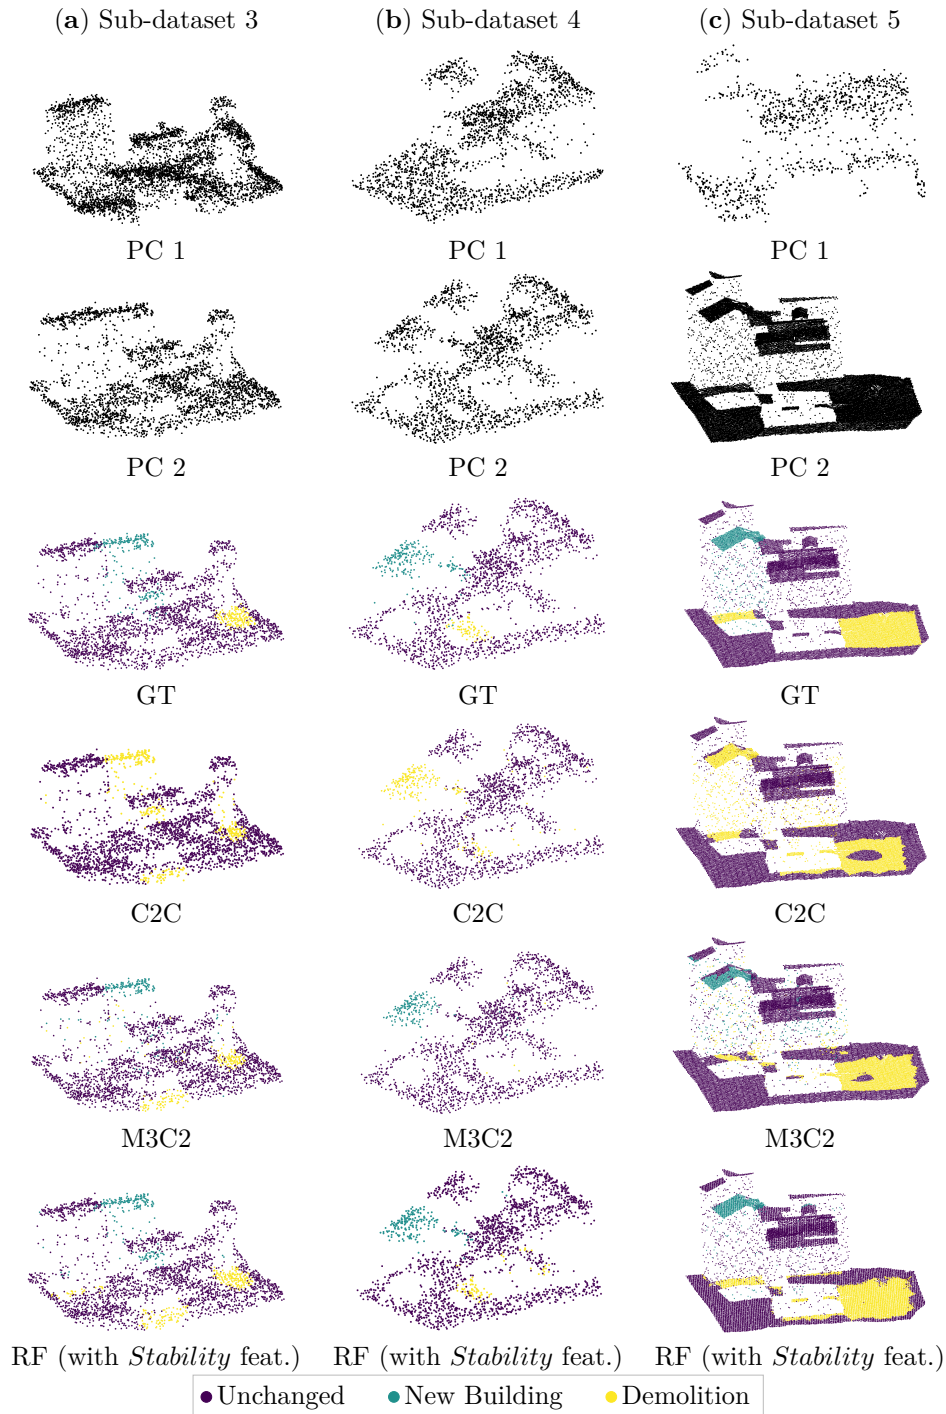 (a) Sub-dataset 3 (b) Sub-dataset 4 (c) Sub-dataset 5
PC 1 PC 1 PC 1
PC 2 PC 2 PC 2
GT GT GT
C2C C2C C2C
M3C2 M3C2 M3C2
RF (with Stability feat.) RF (with Stability feat.) RF (with Stability feat.)
Unchanged New Building Demolition